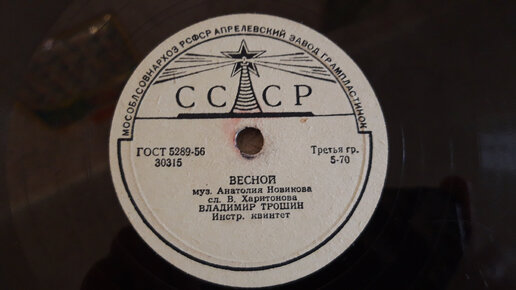 МОСОБЛСОВНАРХОЗ РСФСР АПРЕЛЕВСКИЙ ЗАВОД ГРАМПЛАСТИНОК
СССР
ГОСТ 5289-56
30315
Третья гр.
5-70
ВЕСНОЙ
муз. Анатолия Новикова
сл. В. Харитонова
ВЛАДИМИР ТРОШИН
Инстр. квинтет